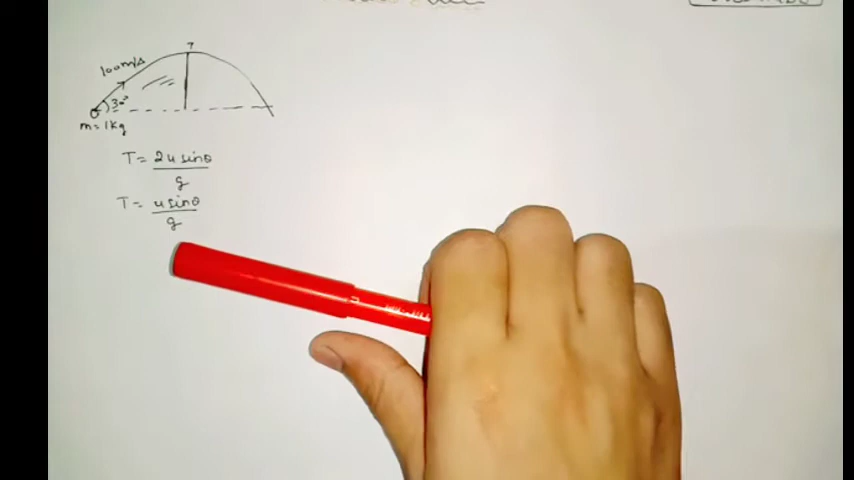 ?
100m/s
30°
m=1kg
T= 2u sinθ
g
T= u sinθ
g